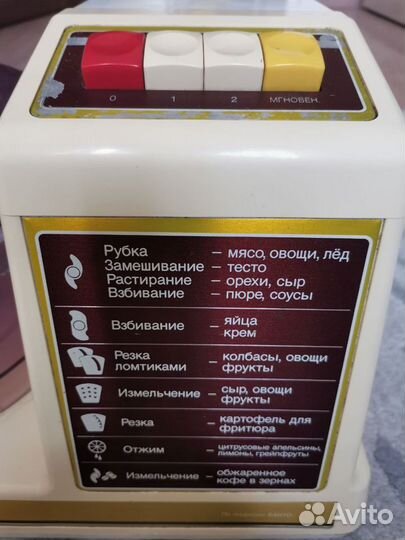 0 1 2 МГНОВЕН.
Рубка – мясо, овощи, лёд
Замешивание – тесто
Растирание – орехи, сыр
Взбивание – пюре, соусы
Взбивание – яйца
крем
Резка – колбасы, овощи
ломтиками фрукты
Измельчение – сыр, овощи
фрукты
Резка – картофель для
фритюра
Отжим – цитрусовые апельсины,
лимоны, грейпфруты
Измельчение – обжаренное
кофе в зернах
По лицензии
Avito